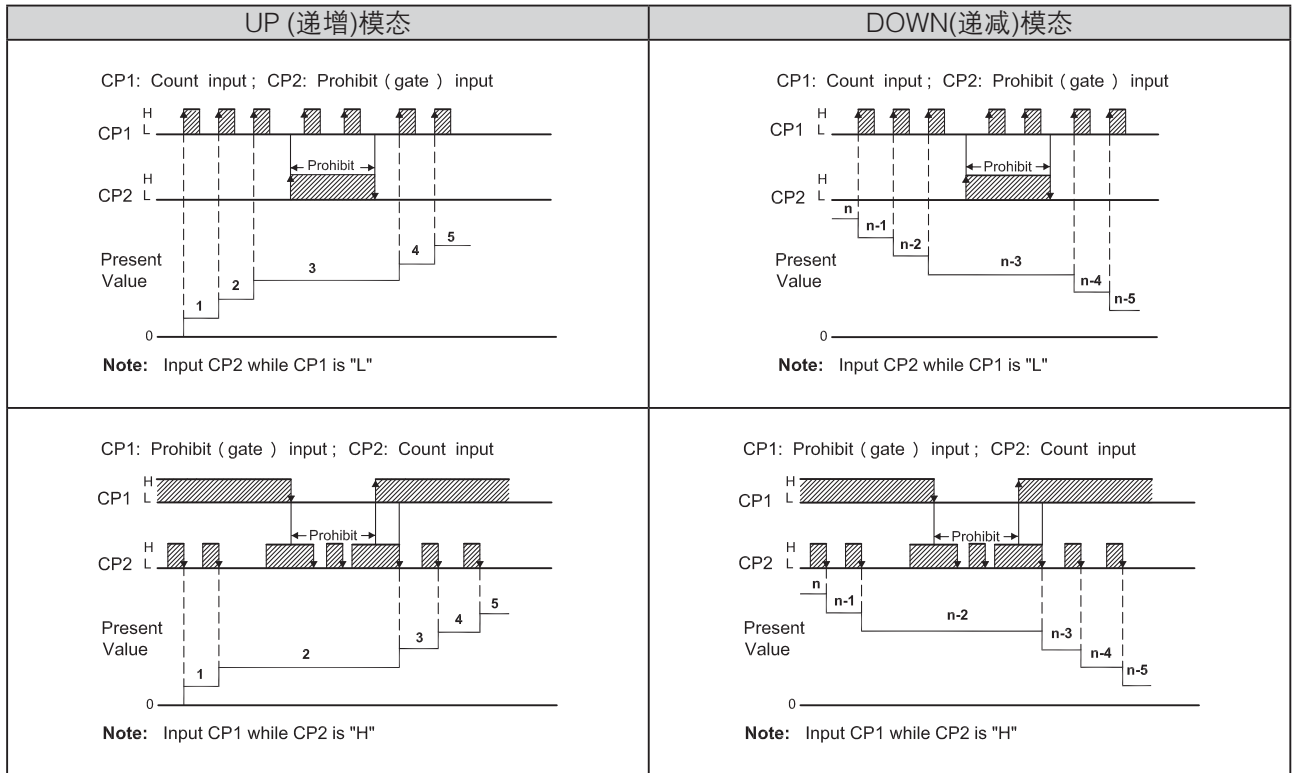 UP (递增)模态
DOWN(递减)模态
CP1: Count input ; CP2: Prohibit ( gate ) input
H
CP1 L
Prohibit
H
CP2 L
5
4
Present 3
Value 2
1
0
Note: Input CP2 while CP1 is "L"
CP1: Count input ; CP2: Prohibit ( gate ) input
H
CP1 L
Prohibit
H
CP2 L
n
n-1
n-2
Present n-3
Value
n-4
n-5
0
Note: Input CP2 while CP1 is "L"
CP1: Prohibit ( gate ) input ; CP2: Count input
H
CP1 L
Prohibit
H
CP2 L
5
4
Present 3
Value 2
1
0
Note: Input CP1 while CP2 is "H"
CP1: Prohibit ( gate ) input ; CP2: Count input
H
CP1 L
Prohibit
H
CP2 L
n
n-1
n-2
Present n-3
Value
n-4
n-5
0
Note: Input CP1 while CP2 is "H"